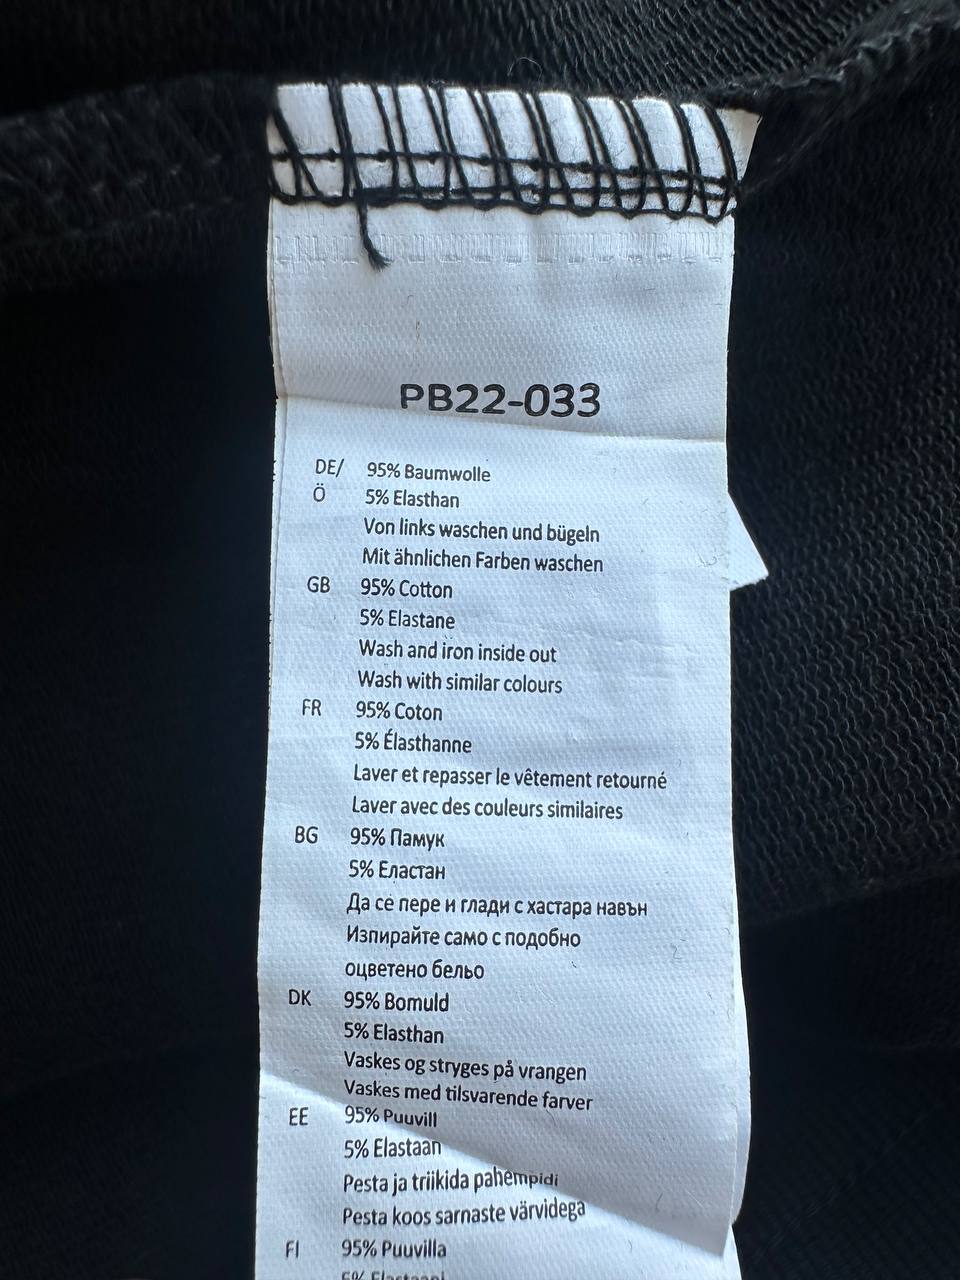 PB22-033
DE/ 95% Baumwolle
Ö 5% Elasthan
Von links waschen und bügeln
Mit ähnlichen Farben waschen
GB 95% Cotton
5% Elastane
Wash and iron inside out
Wash with similar colours
FR 95% Coton
5% Élasthanne
Laver et repasser le vêtement retourné
Laver avec des couleurs similaires
BG 95% Памук
5% Еластан
Да се пере и глади с хастара навън
Изпирайте само с подобно
оцветено бельо
DK 95% Bomuld
5% Elasthan
Vaskes og stryges på vrangen
Vaskes med tilsvarende farver
EE 95% Puuvill
5% Elastaan
Pesta ja triikida pahempidi
Pesta koos sarnaste värvidega
FI 95% Puuvilla
5% Elastaani